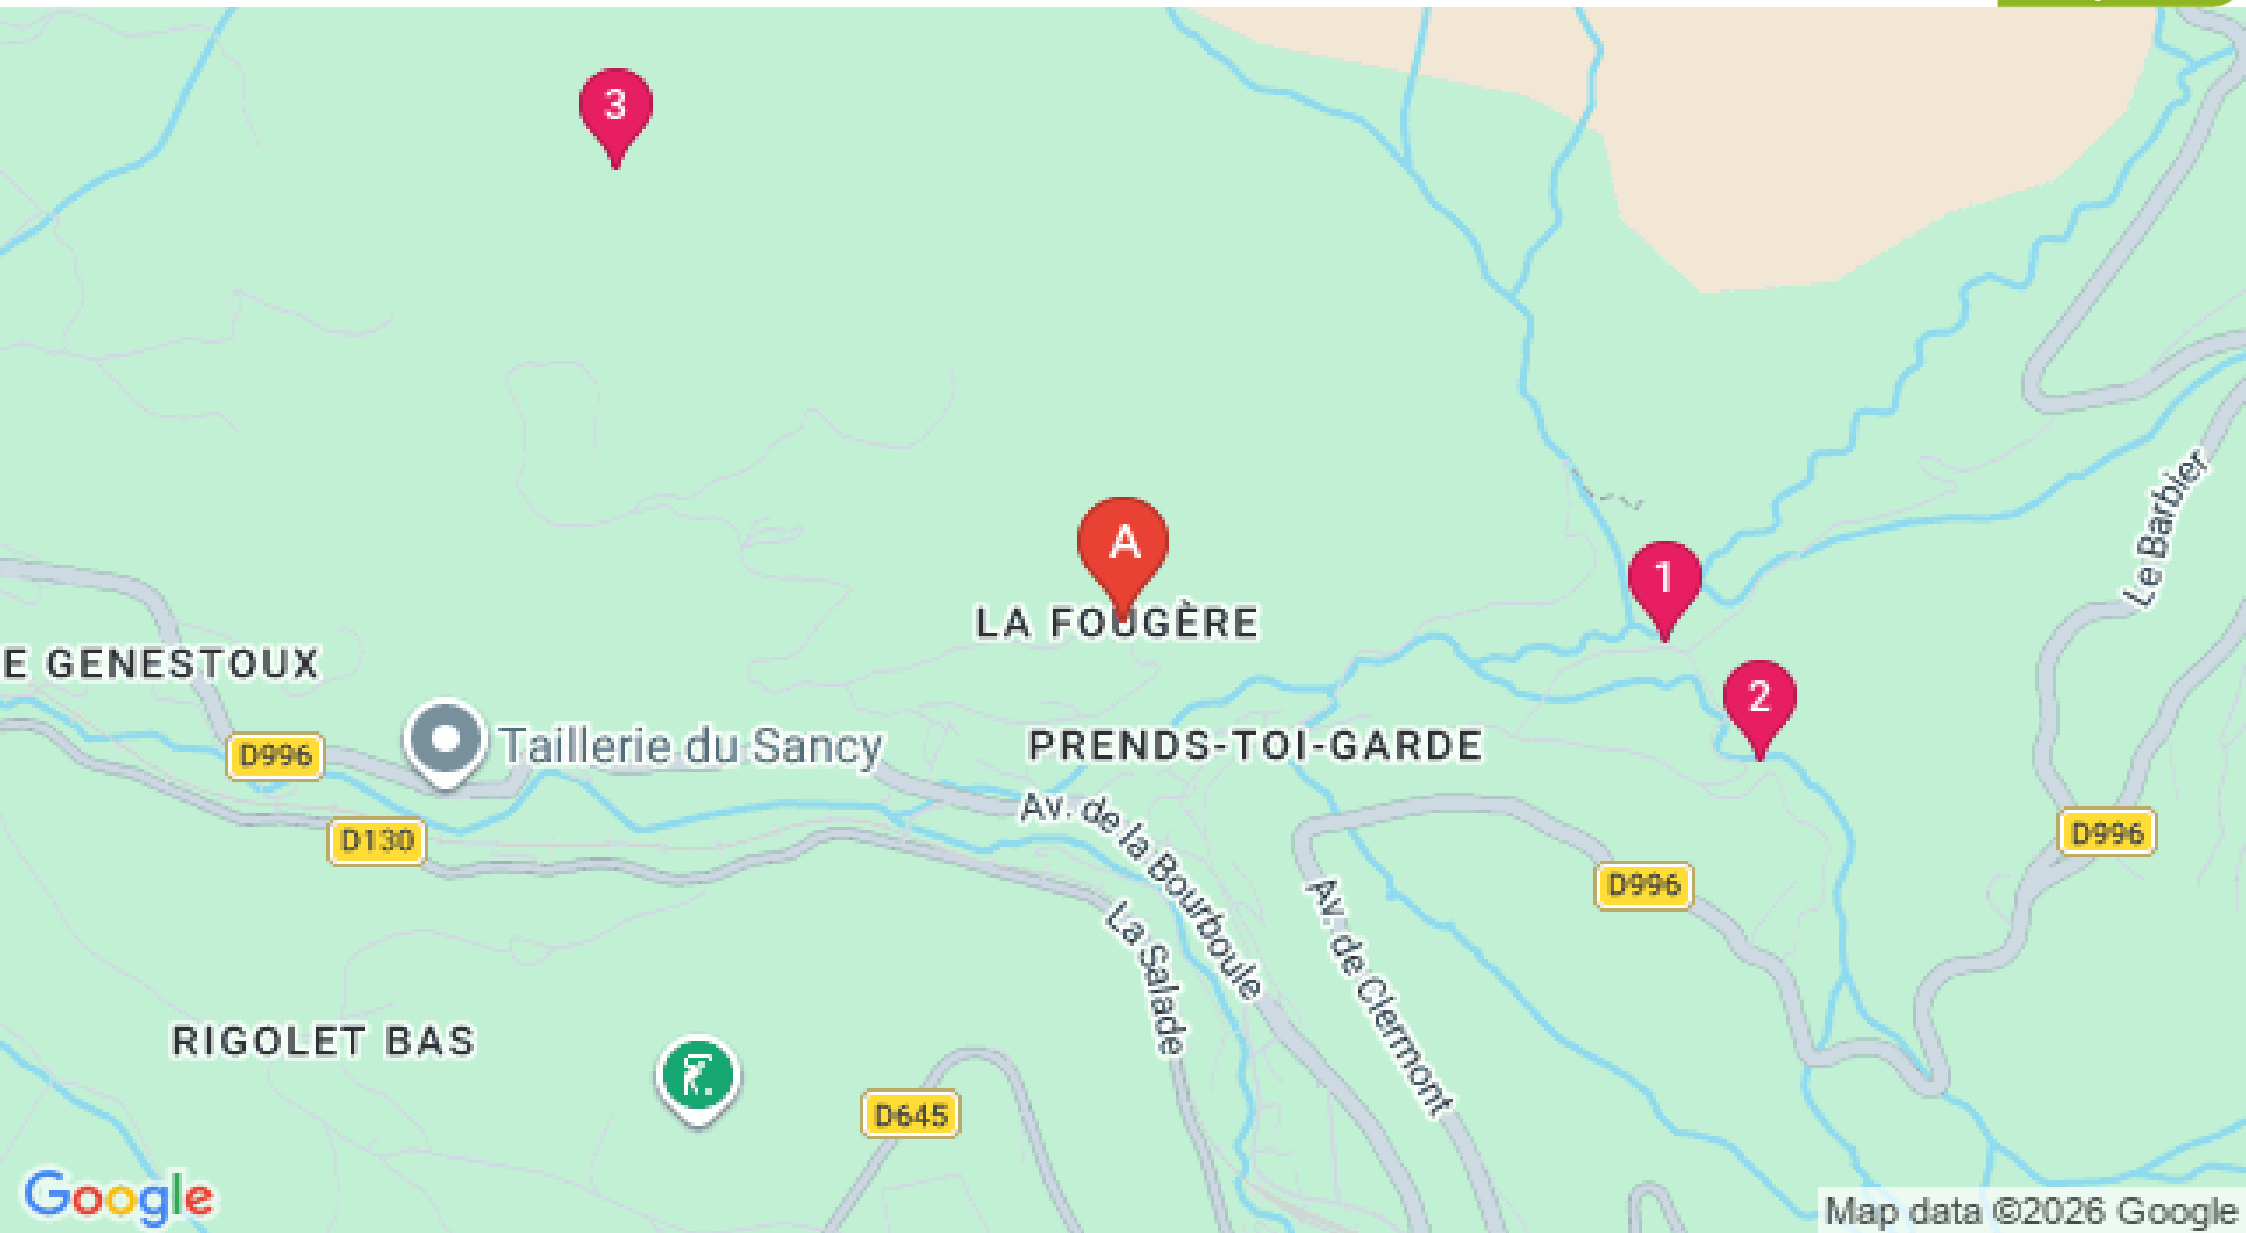 3
A
1
LA FOUGÈRE
Le Barbier
E GENESTOUX
2
Taillerie du Sancy
PRENDS-TOI-GARDE
D996
Av. de la Bourboule
D130
D996
D996
Av. de Clermont
La Salade
RIGOLET BAS
D645
Google
Map data ©2026 Google